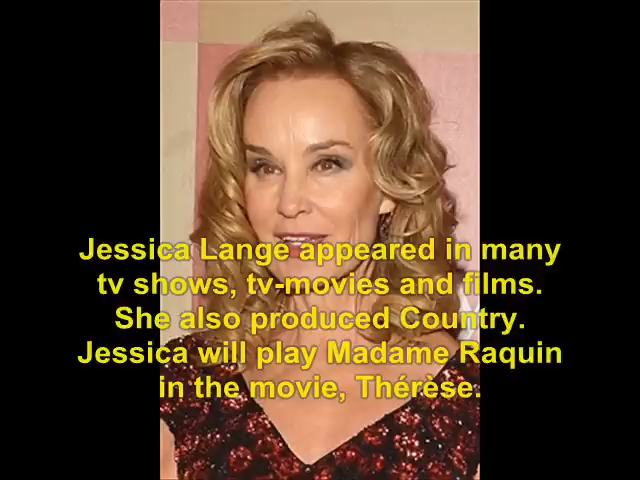 Jessica Lange appeared in many
tv shows, tv-movies and films.
She also produced Country.
Jessica will play Madame Raquin
in the movie, Thérèse.